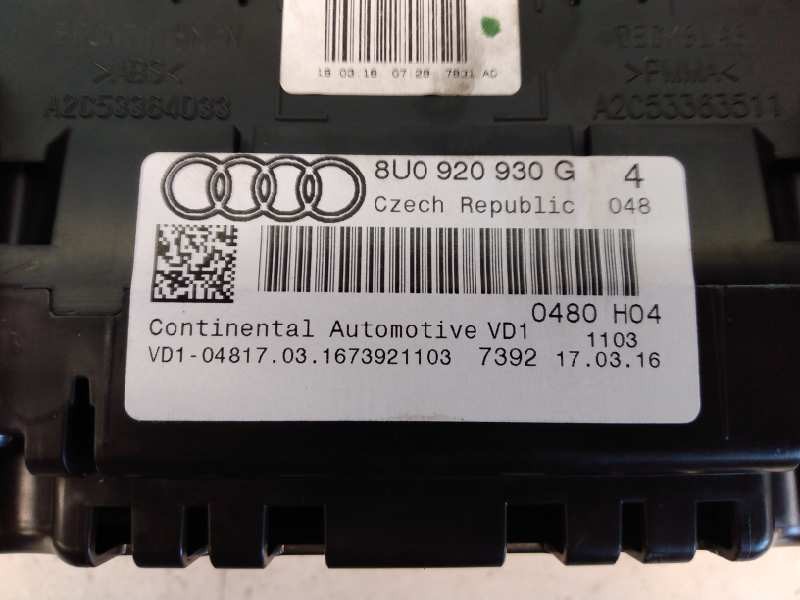 18.03.16 07:28 7831 AD
>ABS<
>PMMA<
A2C53364033
A2C53363511
8U0 920 930 G 4
Czech Republic 048
0480 H04
Continental Automotive VD1 1103
VD1-04817.03.1673921103 7392 17.03.16